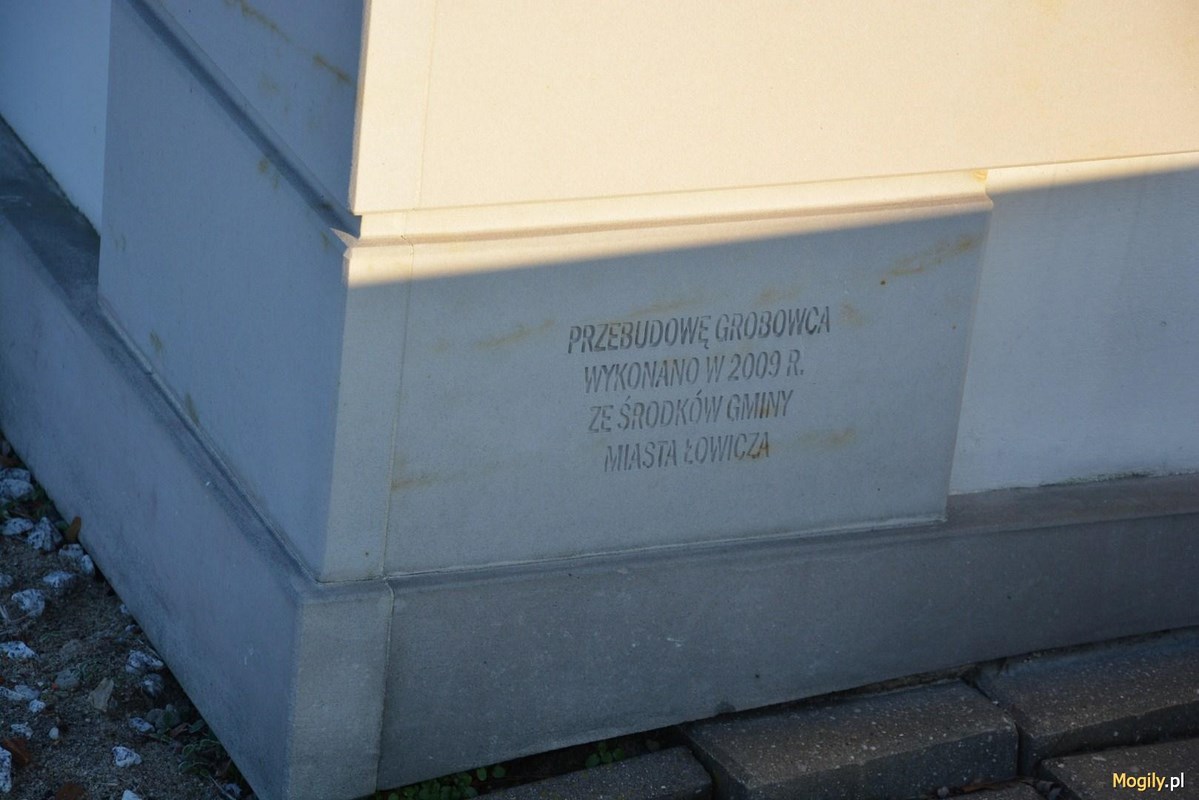 PRZEBUDOWĘ GROBOWCA
WYKONANO W 2009 R.
ZE ŚRODKÓW GMINY
MIASTA ŁOWICZA
Mogily.pl